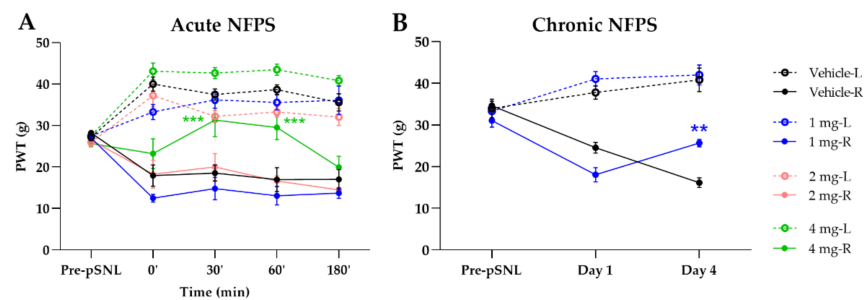 A
Acute NFPS
PWT (g)
50
40
30
20
10
0
***
***
Pre-pSNL 0' 30' 60' 180'
Time (min)
B
Chronic NFPS
PWT (g)
50
40
30
20
10
0
**
Pre-pSNL Day 1 Day 4
Vehicle-L
Vehicle-R
1 mg-L
1 mg-R
2 mg-L
2 mg-R
4 mg-L
4 mg-R